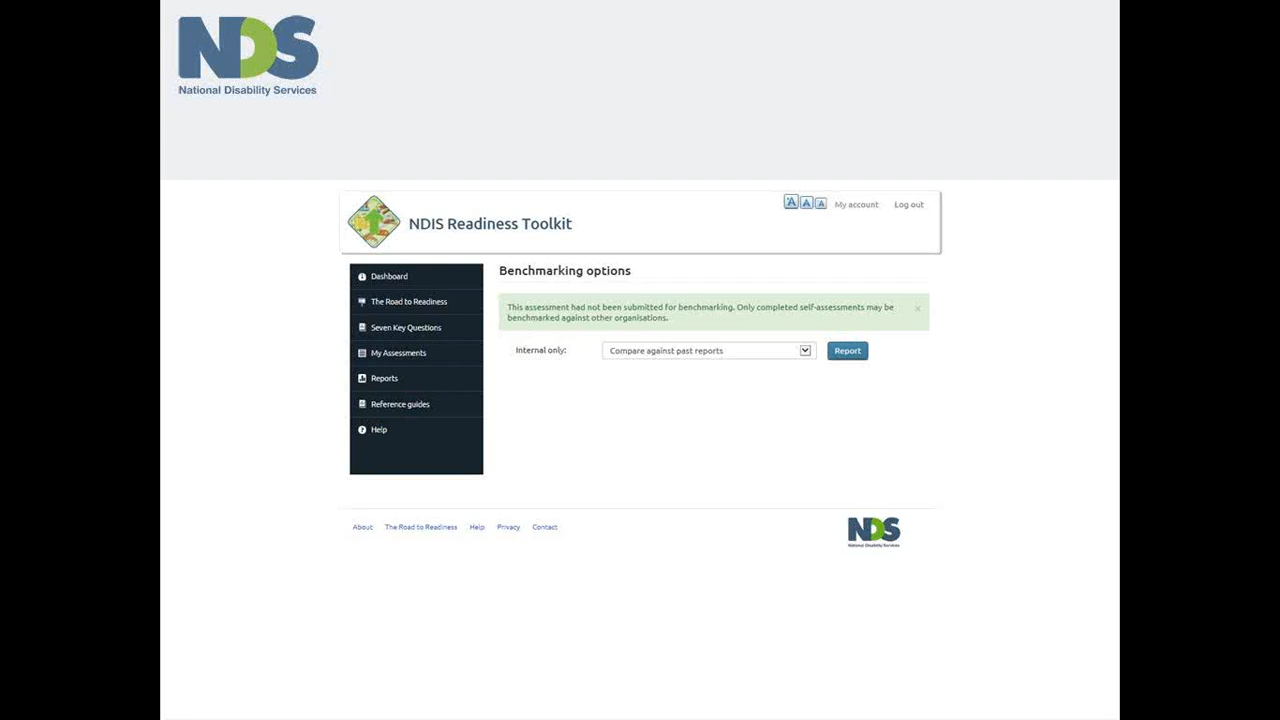 NDS
National Disability Services
A A A My account Log out
NDIS Readiness Toolkit
Dashboard
The Road to Readiness
Seven Key Questions
My Assessments
Reports
Reference guides
Help
Benchmarking options
This assessment had not been submitted for benchmarking. Only completed self-assessments may be
benchmarked against other organisations.
×
Internal only: Compare against past reports Report
About The Road to Readiness Help Privacy Contact
NDS
National Disability Services